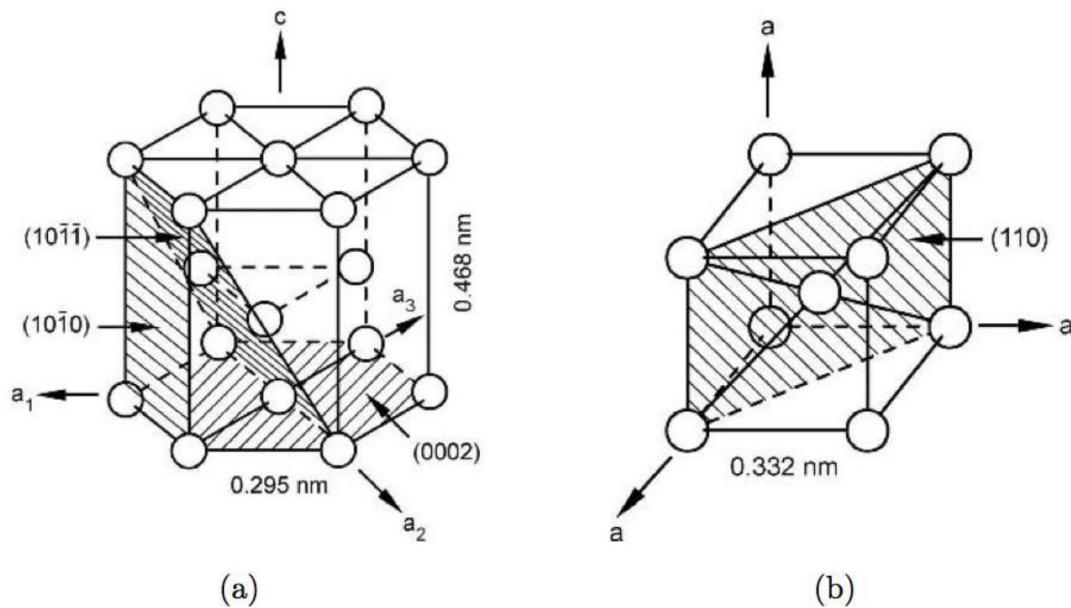 c
(101̄1̄)
(101̄0)
a₁
a₃
0.468 nm
(0002)
0.295 nm
a₂
(a)
a
(110)
a
0.332 nm
a
(b)